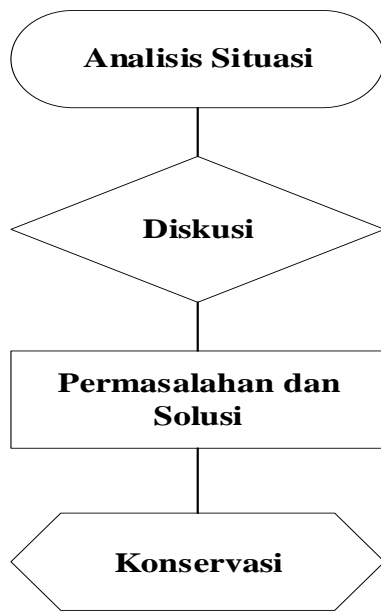 Analisis Situasi
Diskusi
Permasalahan dan
Solusi
Konservasi